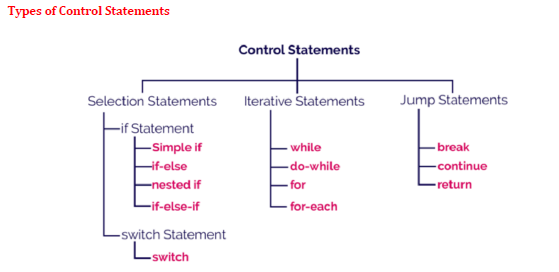 Types of Control Statements
Control Statements
Selection Statements
if Statement
Simple if
if-else
nested if
if-else-if
switch Statement
switch
Iterative Statements
while
do-while
for
for-each
Jump Statements
break
continue
return